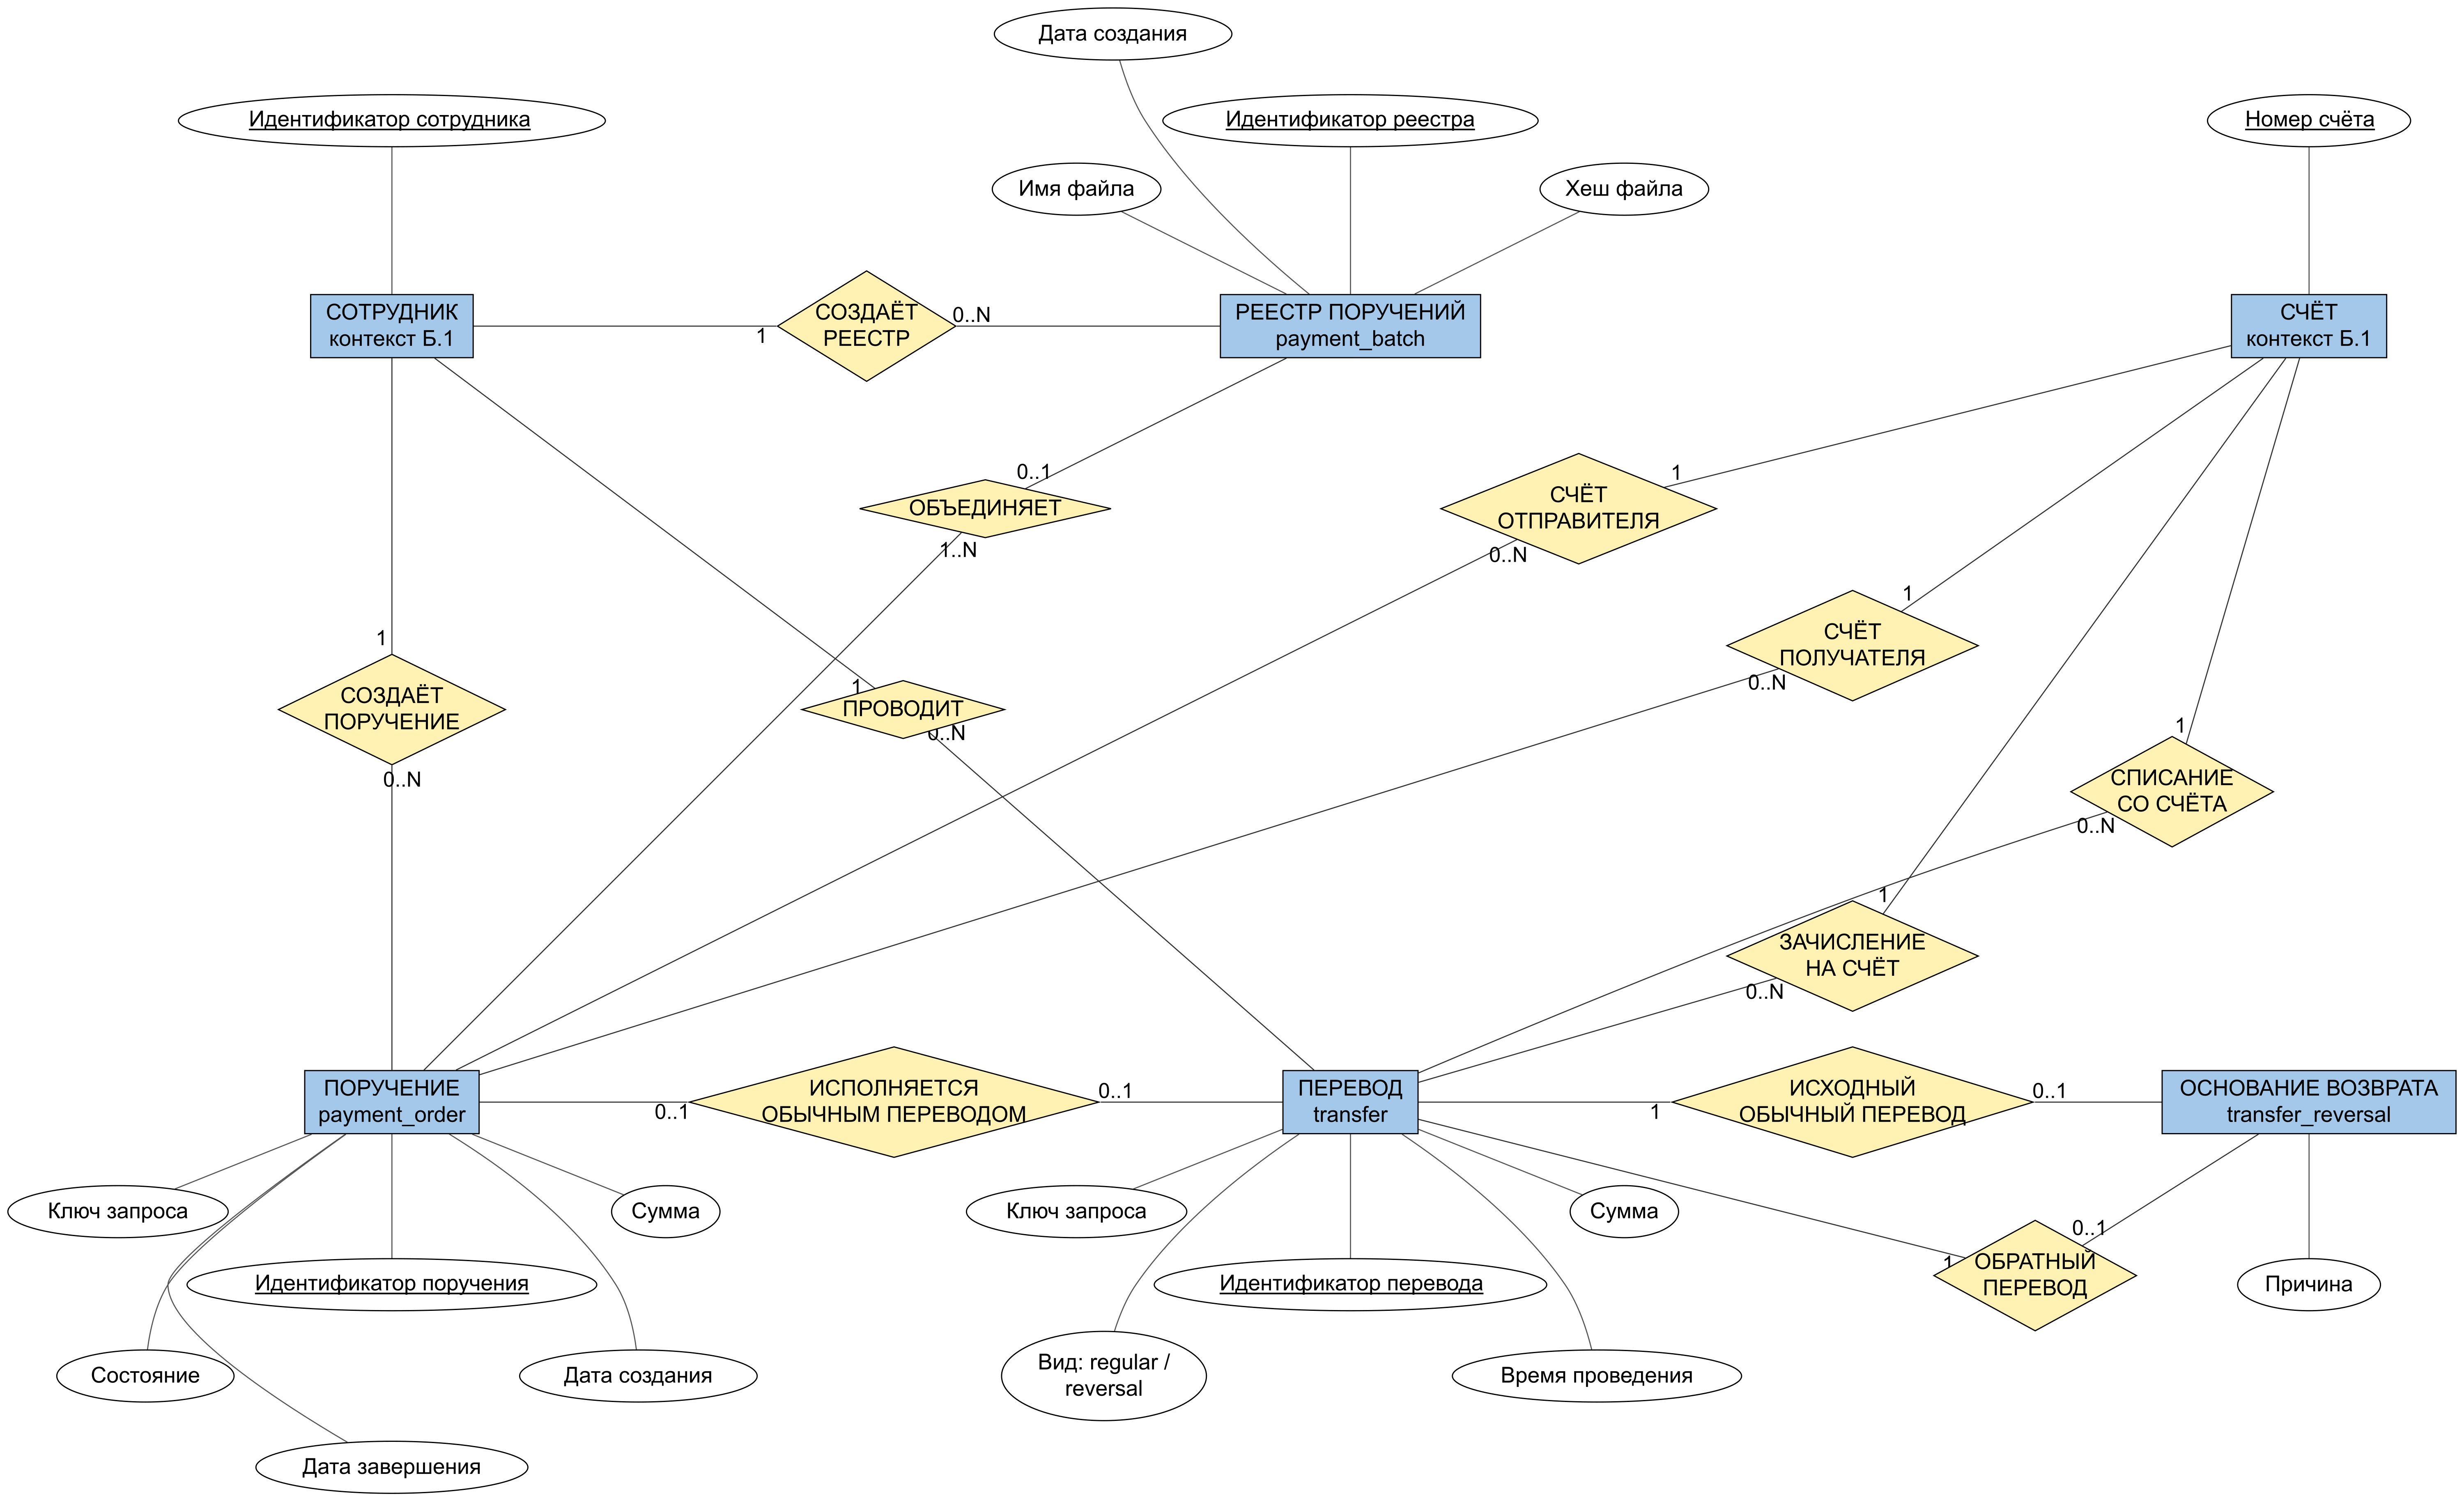 Дата создания
Идентификатор сотрудника
Идентификатор реестра
Номер счёта
Имя файла
Хеш файла
СОТРУДНИК
контекст Б.1
1
СОЗДАЁТ
РЕЕСТР
0..N
РЕЕСТР ПОРУЧЕНИЙ
payment_batch
СЧЁТ
контекст Б.1
0..1
ОБЪЕДИНЯЕТ
1..N
1
СЧЁТ
ОТПРАВИТЕЛЯ
0..N
1
СЧЁТ
ПОЛУЧАТЕЛЯ
0..N
1
СОЗДАЁТ
ПОРУЧЕНИЕ
0..N
1
ПРОВОДИТ
0..N
1
СПИСАНИЕ
СО СЧЁТА
0..N
1
ЗАЧИСЛЕНИЕ
НА СЧЁТ
0..N
ПОРУЧЕНИЕ
payment_order
0..1
ИСПОЛНЯЕТСЯ
ОБЫЧНЫМ ПЕРЕВОДОМ
0..1
ПЕРЕВОД
transfer
1
ИСХОДНЫЙ
ОБЫЧНЫЙ ПЕРЕВОД
0..1
ОСНОВАНИЕ ВОЗВРАТА
transfer_reversal
Ключ запроса
Сумма
Ключ запроса
Сумма
0..1
1
ОБРАТНЫЙ
ПЕРЕВОД
Идентификатор поручения
Идентификатор перевода
Причина
Состояние
Дата создания
Вид: regular /
reversal
Время проведения
Дата завершения